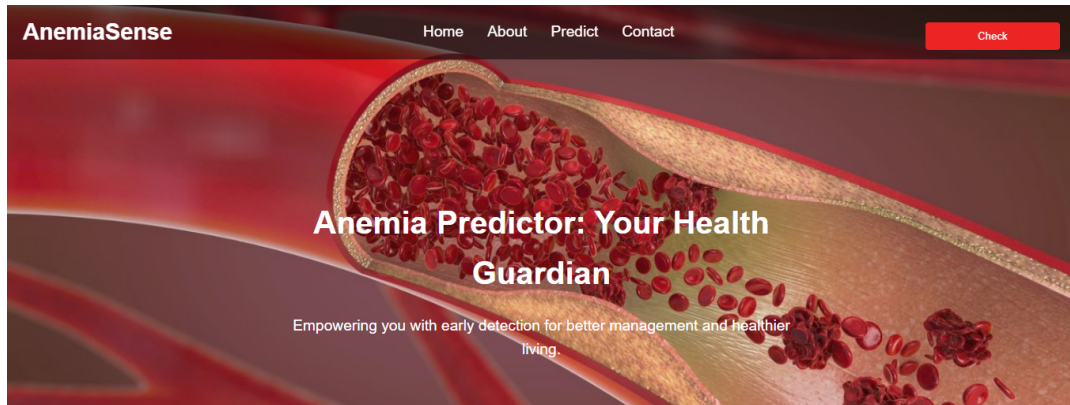 AnemiaSense
Home About Predict Contact
Check
Anemia Predictor: Your Health
Guardian
Empowering you with early detection for better management and healthier
living.